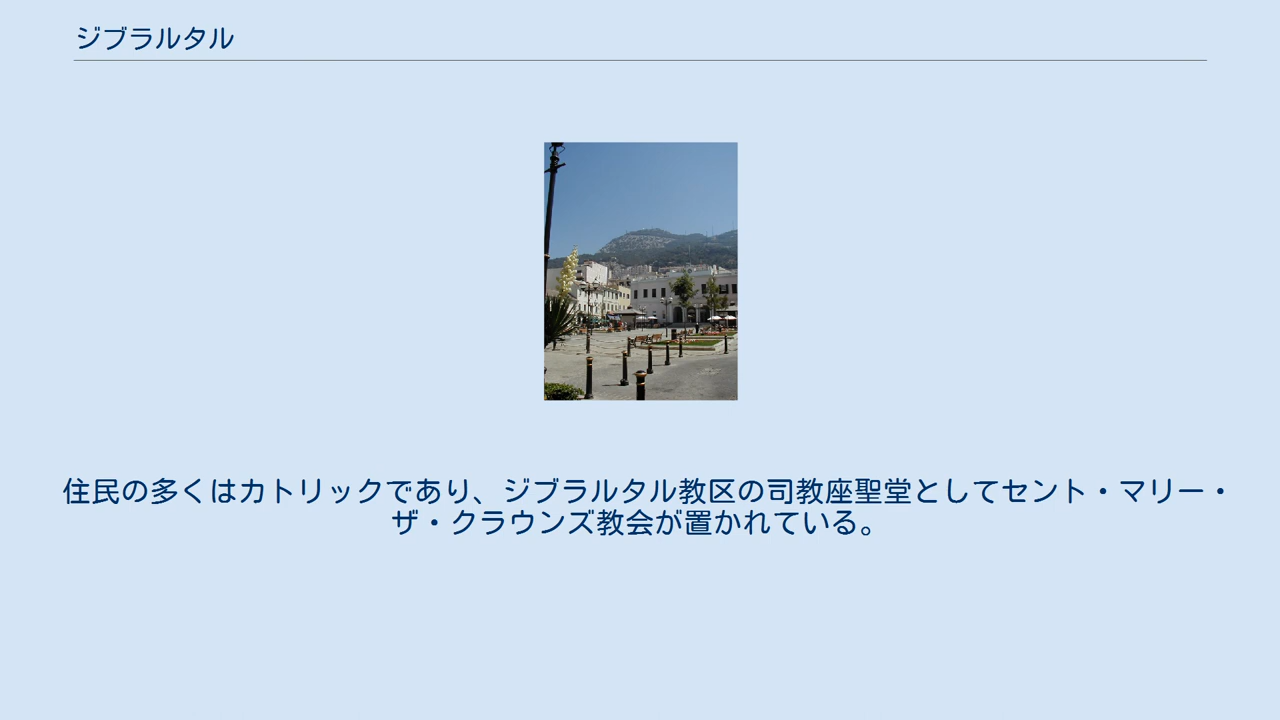 ジブラルタル
住民の多くはカトリックであり、ジブラルタル教区の司教座聖堂としてセント・マリー・
ザ・クラウンズ教会が置かれている。